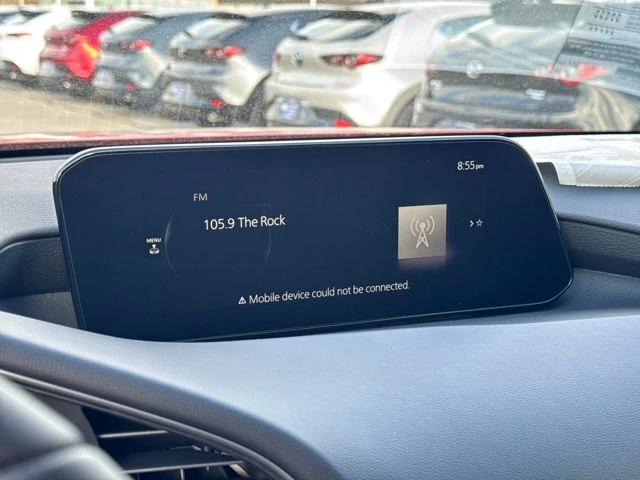 8:55pm
FM
105.9 The Rock
MENU
Mobile device could not be connected.